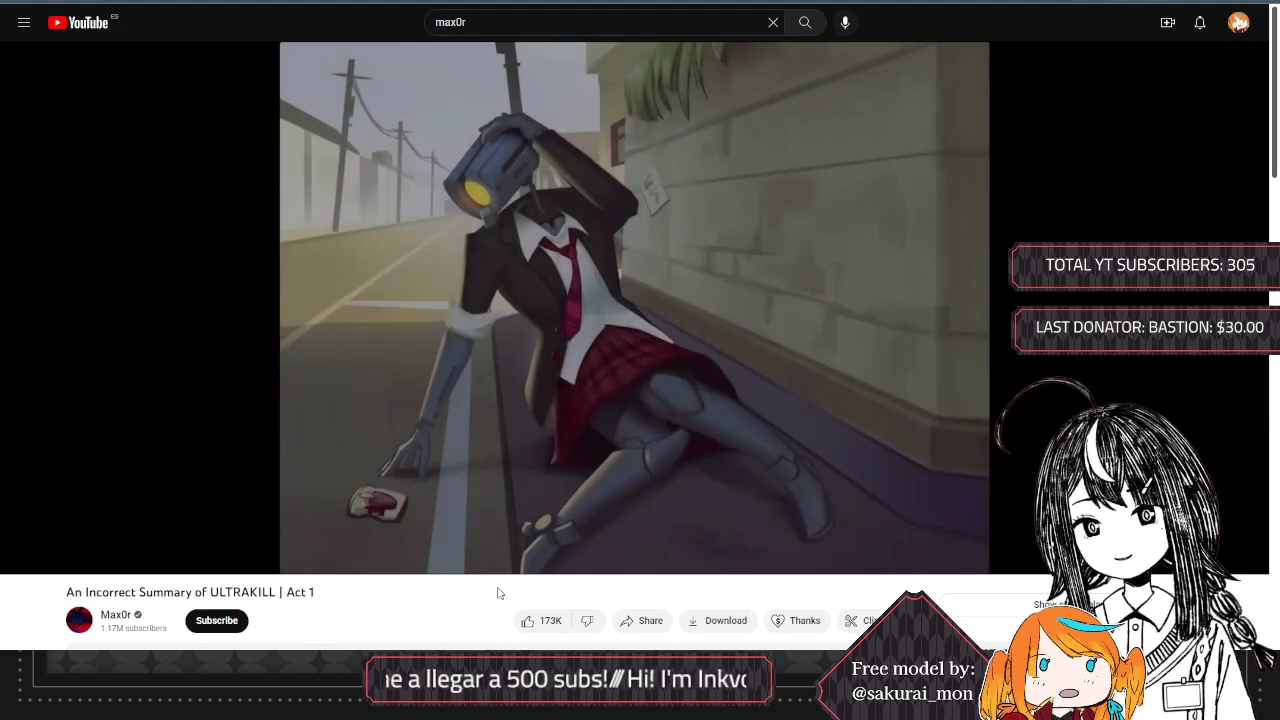 YouTube ES
max0r
TOTAL YT SUBSCRIBERS: 305
LAST DONATOR: BASTION: $30.00
An Incorrect Summary of ULTRAKILL | Act 1
Max0r
1.17M subscribers
Subscribe
173K
Share
Download
Thanks
Show
Free model by:
@sakurai_mon
a llegar a 500 subs!///Hi! I'm